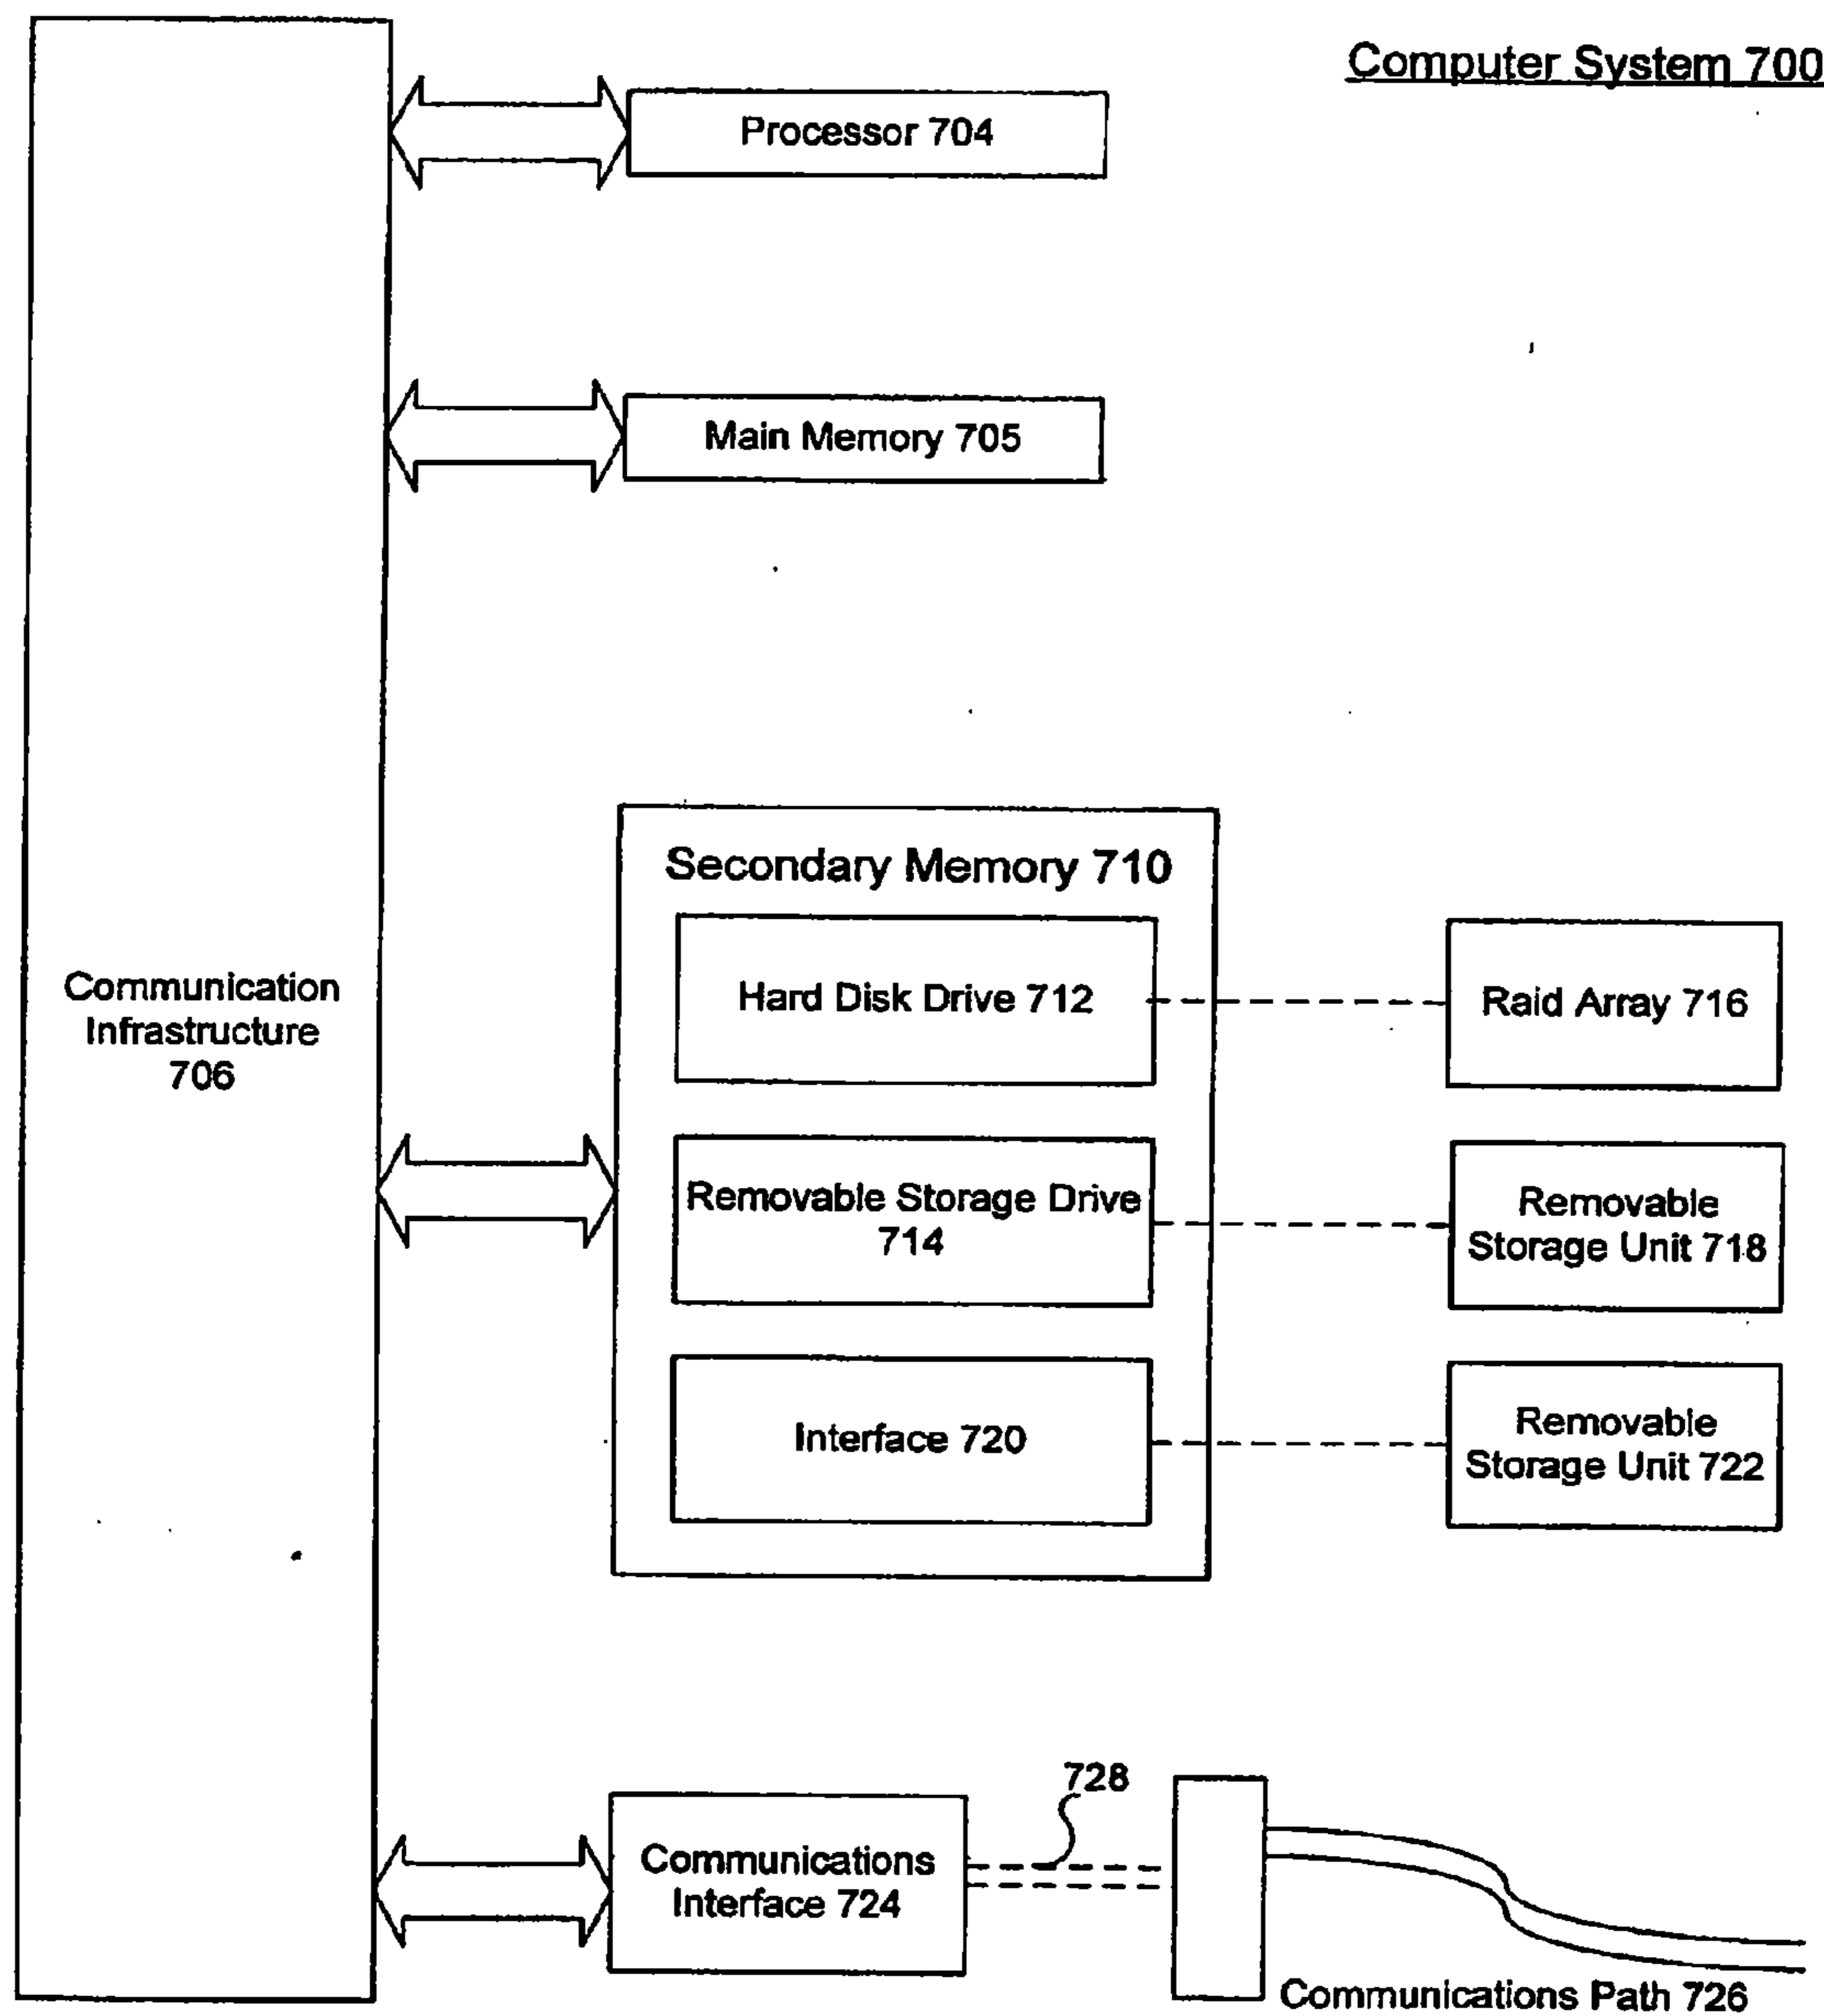 Computer System 700
Processor 704
Main Memory 705
Communication
Infrastructure
706
Secondary Memory 710
Hard Disk Drive 712
Raid Array 716
Removable Storage Drive
714
Removable
Storage Unit 718
Interface 720
Removable
Storage Unit 722
Communications
Interface 724
728
Communications Path 726